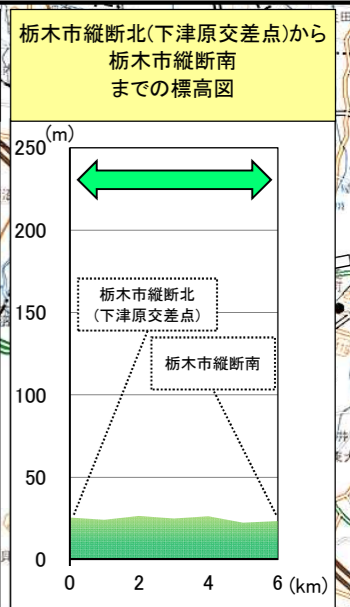 栃木市縦断北(下津原交差点)から
栃木市縦断南
までの標高図
(m)
250
200
150
100
50
0
栃木市縦断北
(下津原交差点)
栃木市縦断南
0
2
4
6
(km)